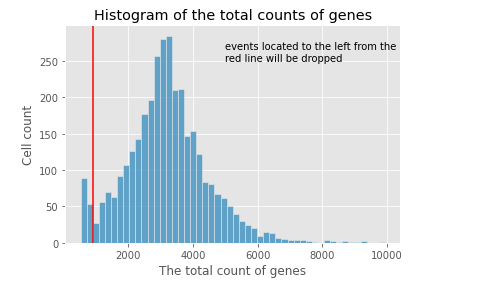 Histogram of the total counts of genes
events located to the left from the
red line will be dropped
Cell count
250
200
150
100
50
0
2000 4000 6000 8000 10000
The total count of genes